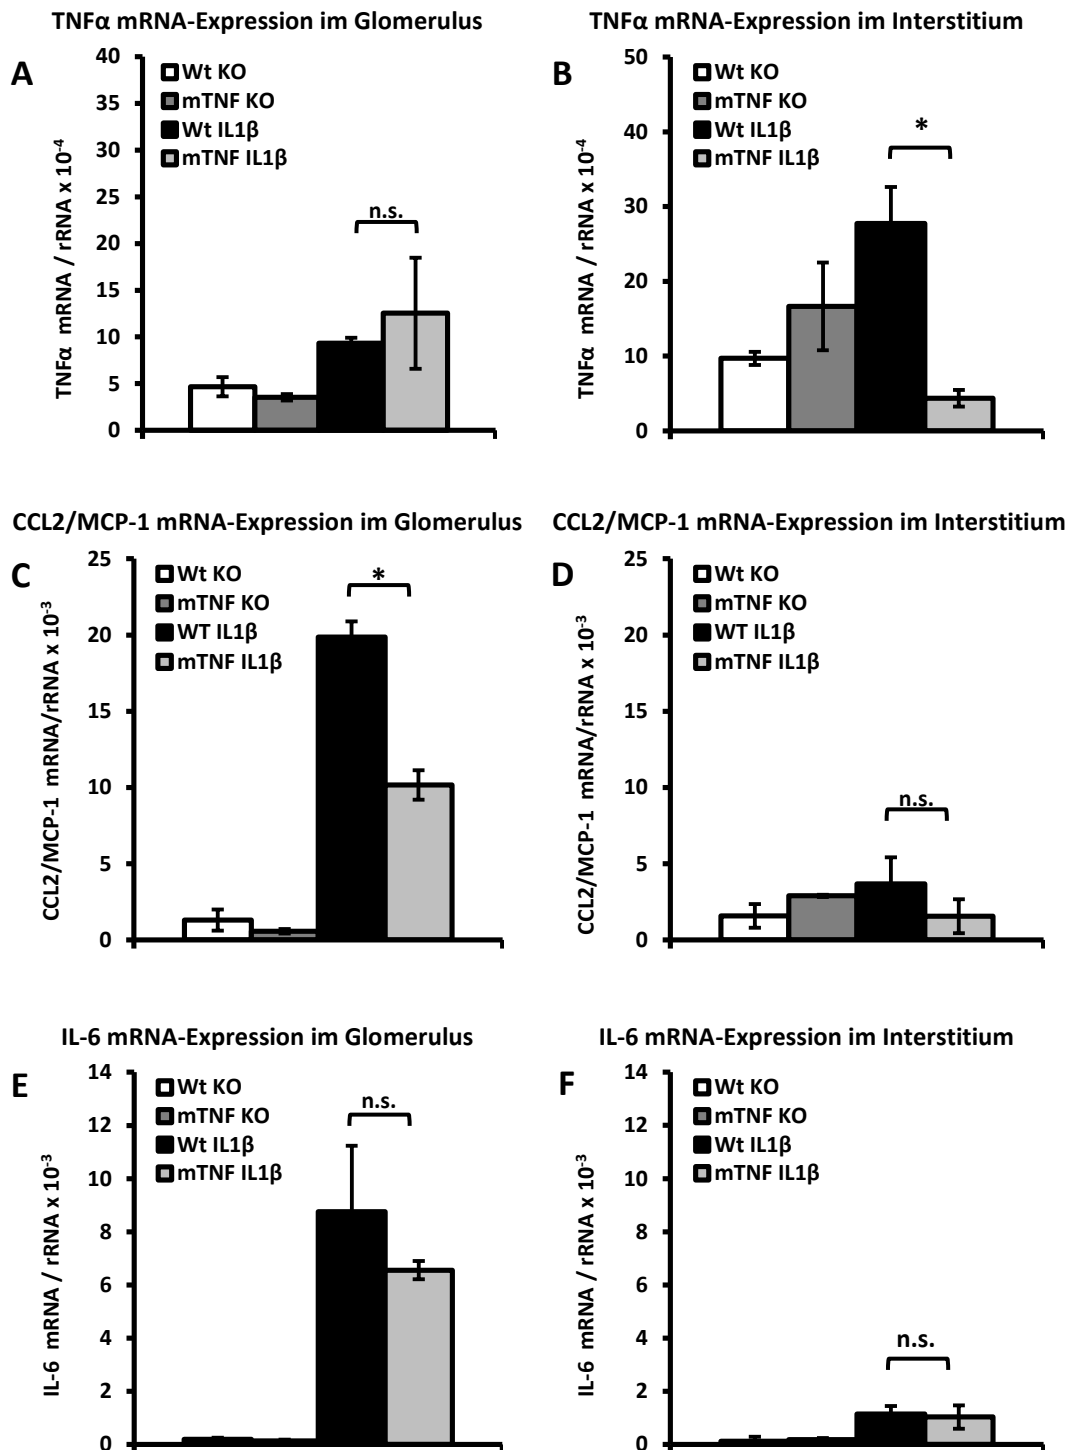 TNFα mRNA-Expression im Glomerulus
A
TNFα mRNA / rRNA x 10⁻⁴
40
35
30
25
20
15
10
5
0
Wt KO
mTNF KO
Wt IL1β
mTNF IL1β
n.s.
TNFα mRNA-Expression im Interstitium
B
TNFα mRNA / rRNA x 10⁻⁴
50
40
30
20
10
0
Wt KO
mTNF KO
Wt IL1β
mTNF IL1β
*
CCL2/MCP-1 mRNA-Expression im Glomerulus
C
CCL2/MCP-1 mRNA/rRNA x 10⁻³
25
20
15
10
5
0
Wt KO
mTNF KO
WT IL1β
mTNF IL1β
*
CCL2/MCP-1 mRNA-Expression im Interstitium
D
CCL2/MCP-1 mRNA/rRNA x 10⁻³
25
20
15
10
5
0
Wt KO
mTNF KO
WT IL1β
mTNF IL1β
n.s.
IL-6 mRNA-Expression im Glomerulus
E
IL-6 mRNA / rRNA x 10⁻³
14
12
10
8
6
4
2
0
Wt KO
mTNF KO
Wt IL1β
mTNF IL1β
n.s.
IL-6 mRNA-Expression im Interstitium
F
IL-6 mRNA / rRNA x 10⁻³
14
12
10
8
6
4
2
0
Wt KO
mTNF KO
Wt IL1β
mTNF IL1β
n.s.